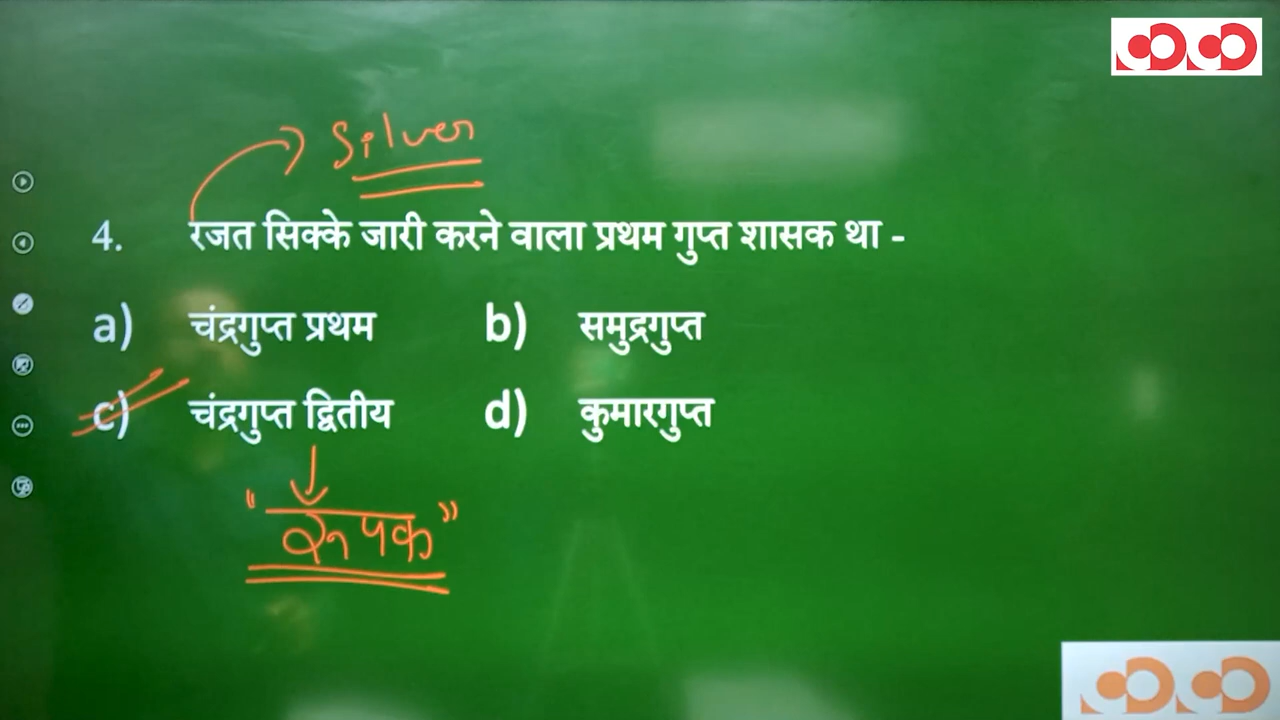 Silver
4. रजत सिक्के जारी करने वाला प्रथम गुप्त शासक था -
a) चंद्रगुप्त प्रथम b) समुद्रगुप्त
c) चंद्रगुप्त द्वितीय d) कुमारगुप्त
"रूपक"